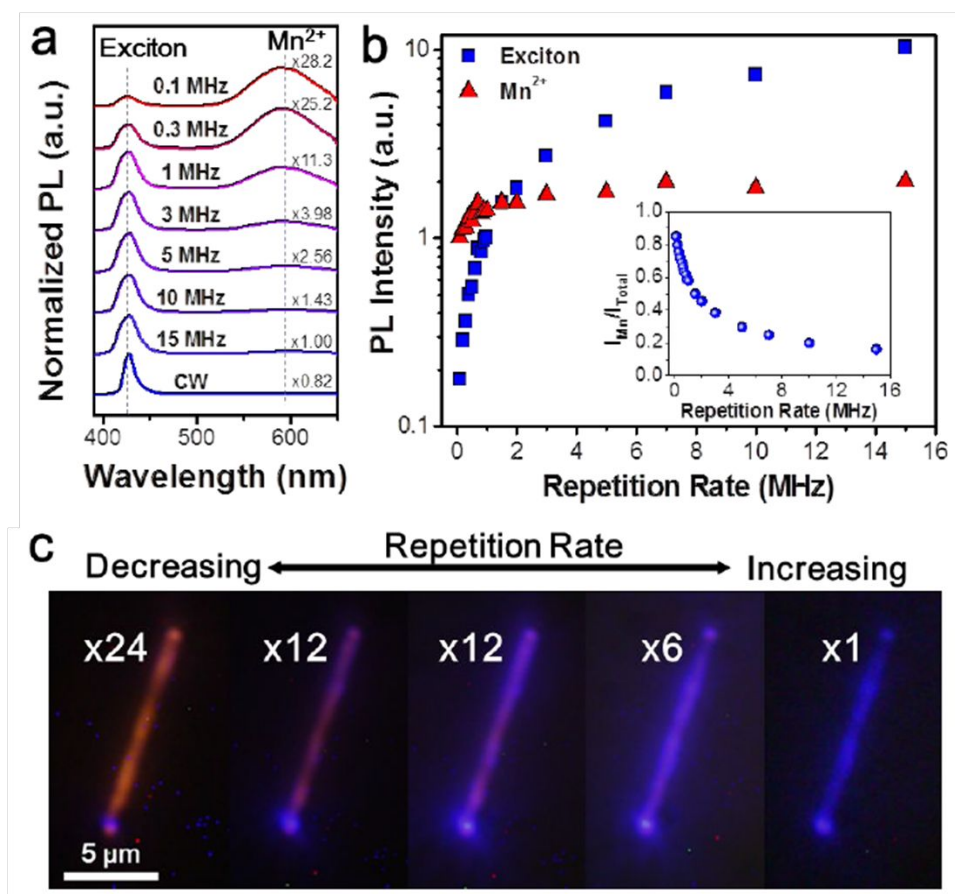 a
Exciton
Mn²⁺
x28.2
0.1 MHz
x25.2
0.3 MHz
x11.3
1 MHz
x3.98
3 MHz
x2.56
5 MHz
x1.43
10 MHz
x1.00
15 MHz
x0.82
CW
Normalized PL (a.u.)
400 500 600
Wavelength (nm)
b
Exciton
Mn²⁺
10
1
0.1
PL Intensity (a.u.)
0 2 4 6 8 10 12 14 16
Repetition Rate (MHz)
1.0
0.8
0.6
0.4
0.2
0.0
I_Mn/I_Total
0 4 8 12 16
Repetition Rate (MHz)
c
Repetition Rate
Decreasing Increasing
x24 x12 x12 x6 x1
5 µm